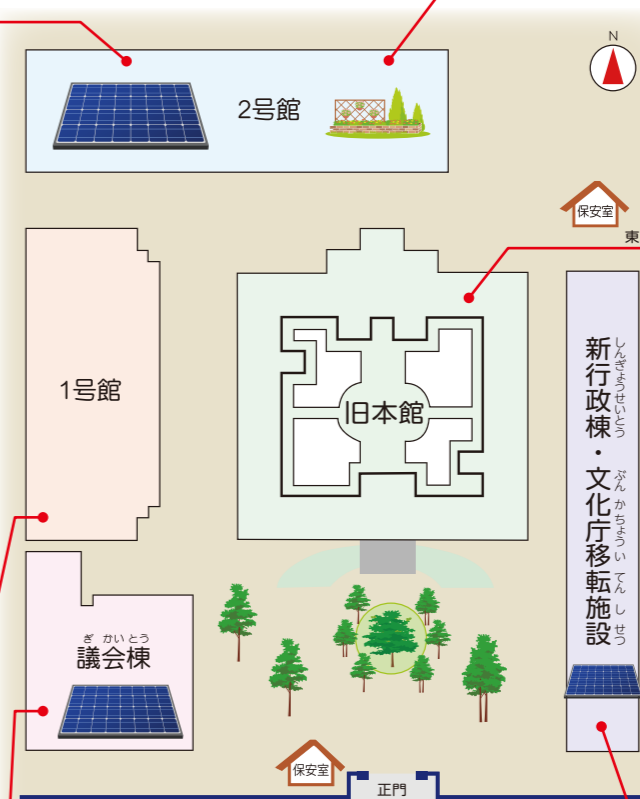 N
2号館
保安室
東
1号館
旧本館
しんぎょうせいとう
新行政棟・文化庁移転施設
ぶんかちょういてんしせつ
ぎかいとう
議会棟
保安室
正門